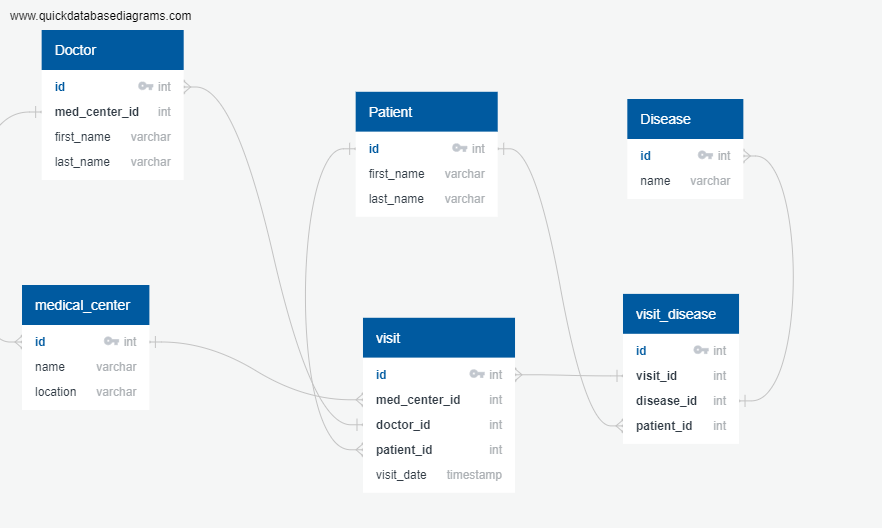 www.quickdatabasediagrams.com
Doctor
id int
med_center_id int
first_name varchar
last_name varchar
Patient
id int
first_name varchar
last_name varchar
Disease
id int
name varchar
medical_center
id int
name varchar
location varchar
visit
id int
med_center_id int
doctor_id int
patient_id int
visit_date timestamp
visit_disease
id int
visit_id int
disease_id int
patient_id int